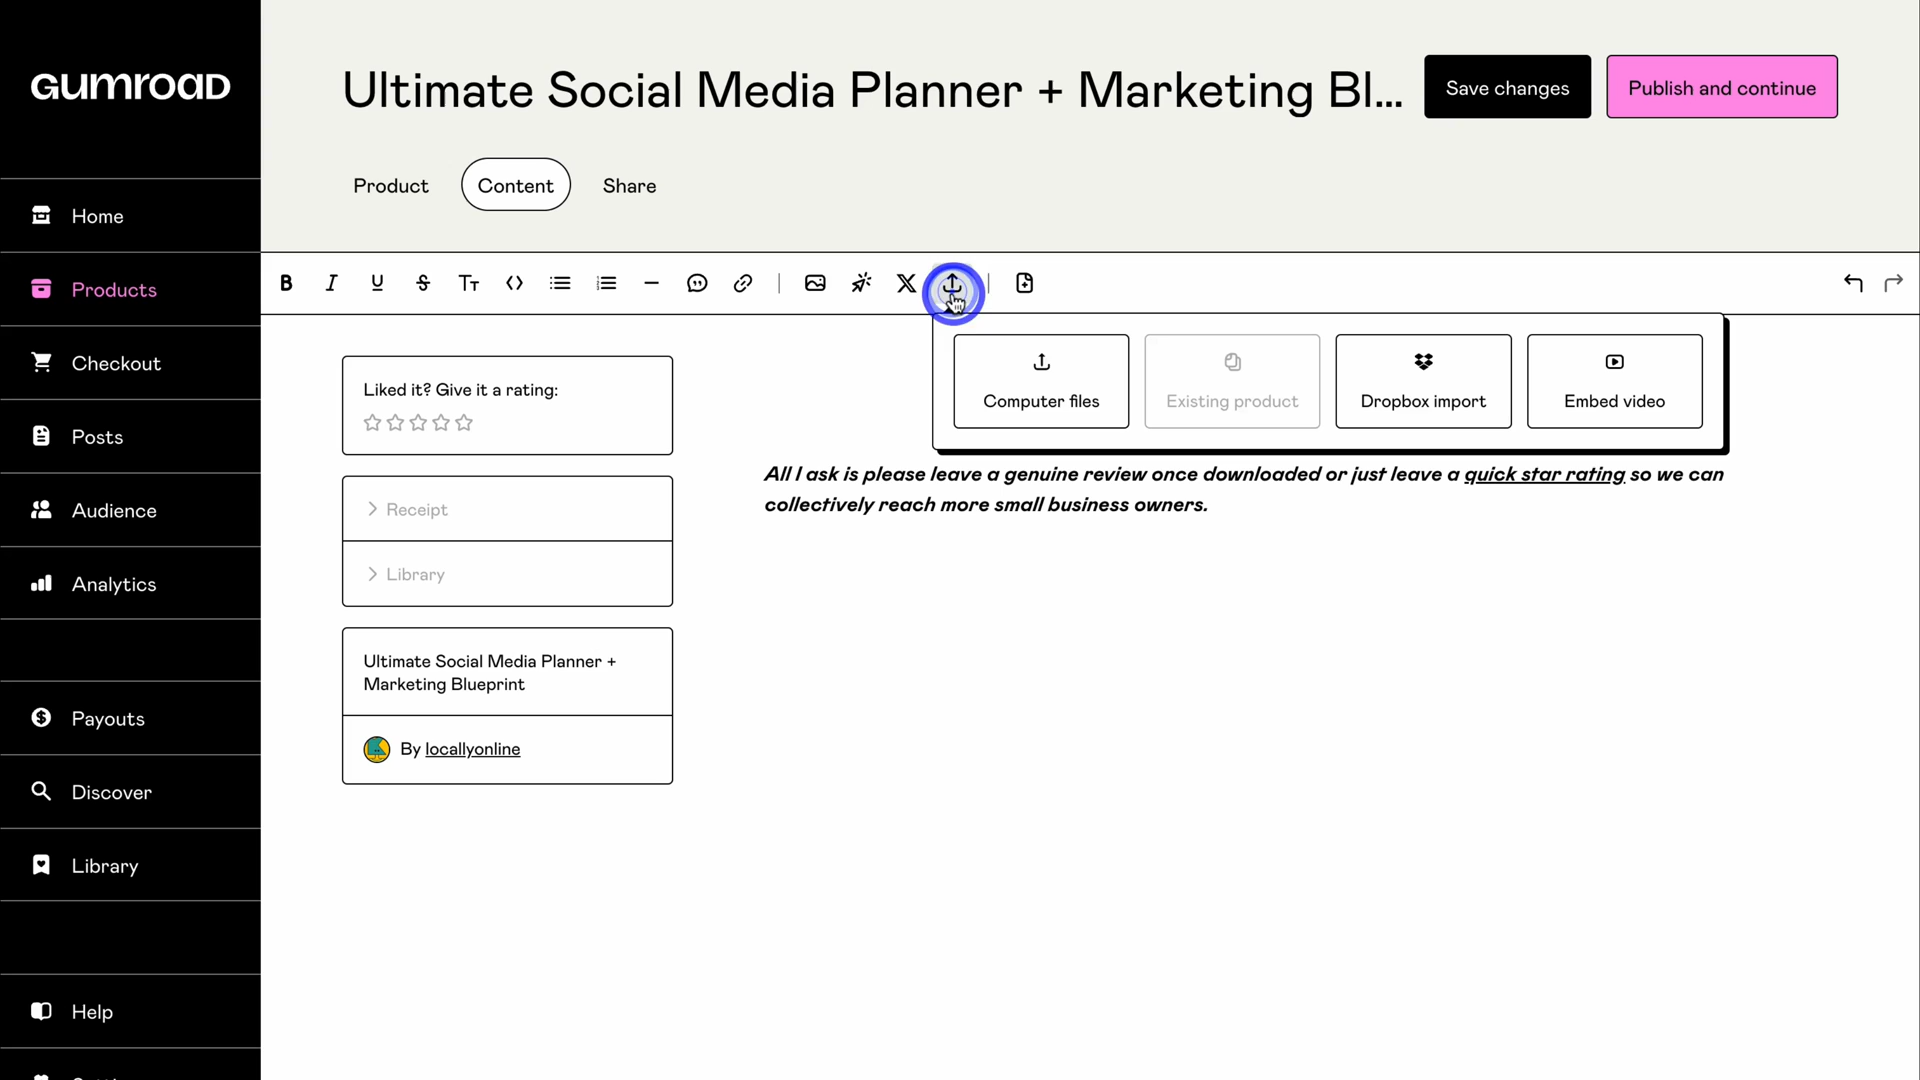 GUMROAD
Home
Products
Checkout
Posts
Audience
Analytics
Payouts
Discover
Library
Help
Ultimate Social Media Planner + Marketing Bl...
Save changes
Publish and continue
Product
Content
Share
Computer files
Existing product
Dropbox import
Embed video
Liked it? Give it a rating:
Receipt
Library
Ultimate Social Media Planner +
Marketing Blueprint
By locallyonline
All I ask is please leave a genuine review once downloaded or just leave a quick star rating so we can
collectively reach more small business owners.